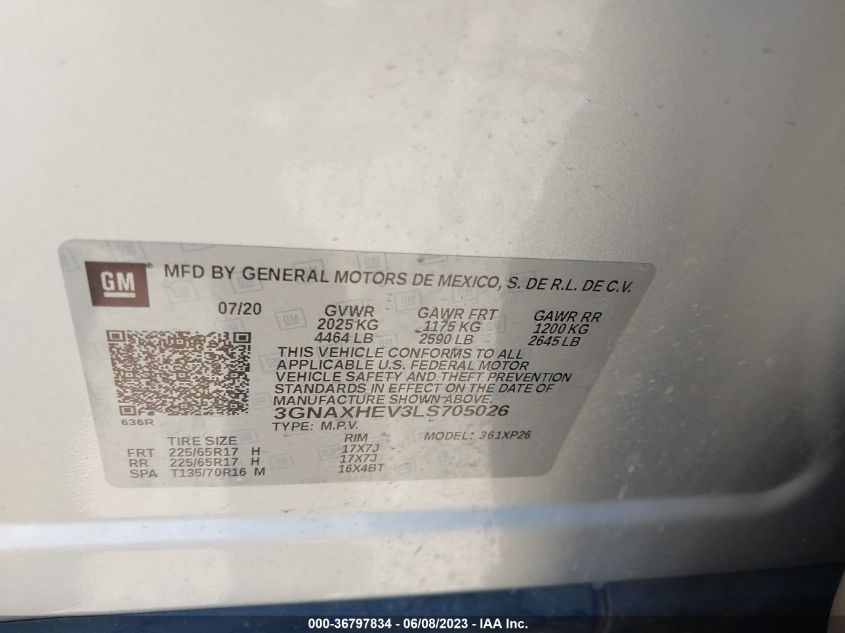 GM
MFD BY GENERAL MOTORS DE MEXICO, S. DE R.L. DE C.V.
07/20 GVWR GAWR FRT GAWR RR
2025 KG 1175 KG 1200 KG
4464 LB 2590 LB 2645 LB
THIS VEHICLE CONFORMS TO ALL
APPLICABLE U.S. FEDERAL MOTOR
VEHICLE SAFETY AND THEFT PREVENTION
STANDARDS IN EFFECT ON THE DATE OF
MANUFACTURE SHOWN ABOVE.
3GNAXHEV3LS705026
636R
TYPE: M.P.V.
TIRE SIZE RIM MODEL: 361XP26
FRT 225/65R17 H 17X7J
RR 225/65R17 H 17X7J
SPA T135/70R16 M 16X4BT
000-36797834 - 06/08/2023 - IAA Inc.